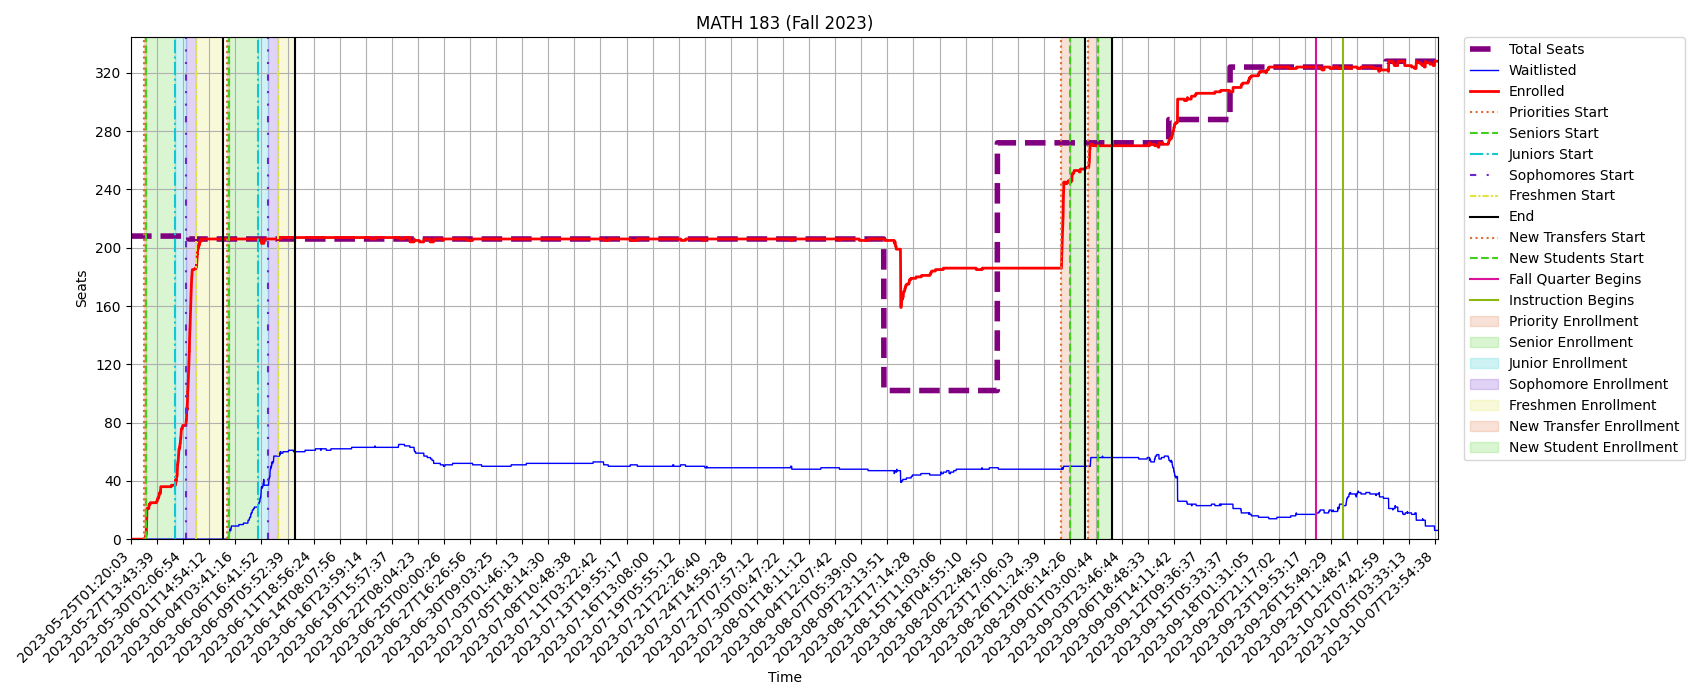 MATH 183 (Fall 2023)
Seats
320
280
240
200
160
120
80
40
0
2023-05-25T01:20:03
2023-05-27T13:43:39
2023-05-30T02:06:54
2023-06-01T14:54:12
2023-06-04T03:41:16
2023-06-06T16:41:52
2023-06-09T05:52:39
2023-06-11T18:56:24
2023-06-14T08:07:56
2023-06-16T23:59:14
2023-06-19T15:57:37
2023-06-22T08:04:23
2023-06-25T00:00:26
2023-06-27T16:26:56
2023-06-30T09:03:25
2023-07-03T01:46:13
2023-07-05T18:14:30
2023-07-08T10:48:38
2023-07-11T03:22:42
2023-07-13T19:55:17
2023-07-16T13:08:00
2023-07-19T05:55:12
2023-07-21T22:26:40
2023-07-24T14:59:28
2023-07-27T07:57:12
2023-07-30T00:47:22
2023-08-01T18:11:12
2023-08-04T12:07:42
2023-08-07T05:39:00
2023-08-09T23:13:51
2023-08-12T17:14:28
2023-08-15T11:03:06
2023-08-18T04:55:10
2023-08-20T22:48:50
2023-08-23T17:06:03
2023-08-26T11:24:39
2023-08-29T06:14:26
2023-09-01T03:00:44
2023-09-03T23:46:44
2023-09-06T18:48:33
2023-09-09T14:11:42
2023-09-12T09:36:37
2023-09-15T05:33:37
2023-09-18T01:31:05
2023-09-20T21:17:02
2023-09-23T19:53:17
2023-09-26T15:49:29
2023-09-29T11:48:47
2023-10-02T07:42:59
2023-10-05T03:33:13
2023-10-07T23:54:38
Time
Total Seats
Waitlisted
Enrolled
Priorities Start
Seniors Start
Juniors Start
Sophomores Start
Freshmen Start
End
New Transfers Start
New Students Start
Fall Quarter Begins
Instruction Begins
Priority Enrollment
Senior Enrollment
Junior Enrollment
Sophomore Enrollment
Freshmen Enrollment
New Transfer Enrollment
New Student Enrollment